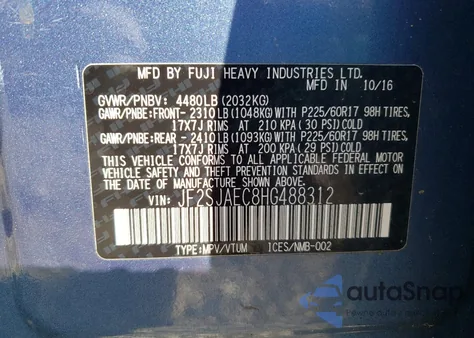 MFD BY FUJI HEAVY INDUSTRIES LTD.
10/16
GVWR/PNBV: 4480LB(2032KG)
GAWR/PNBE:FRONT-2310LB(1048KG)WITH P225/60R17 98H TIRES,
17X7J RIMS AT 210 KPA(30 PSI)COLD
GAWR/PNBE:REAR -2410LB(1093KG)WITH P225/60R17 98H TIRES,
17X7J RIMS AT 200 KPA(29 PSI)COLD
THIS VEHICLE CONFORMS TO ALL APPLICABLE FEDERAL MOTOR
VEHICLE SAFETY, BUMPER, AND THEFT PREVENTION STANDARDS
IN EFFECT ON THE DATE OF MANUFACTURE SHOWN ABOVE.
VIN: JF2SJAEC8HG488312
TYPE:MPV/VTUM ICES/NMB-002
autoSnap